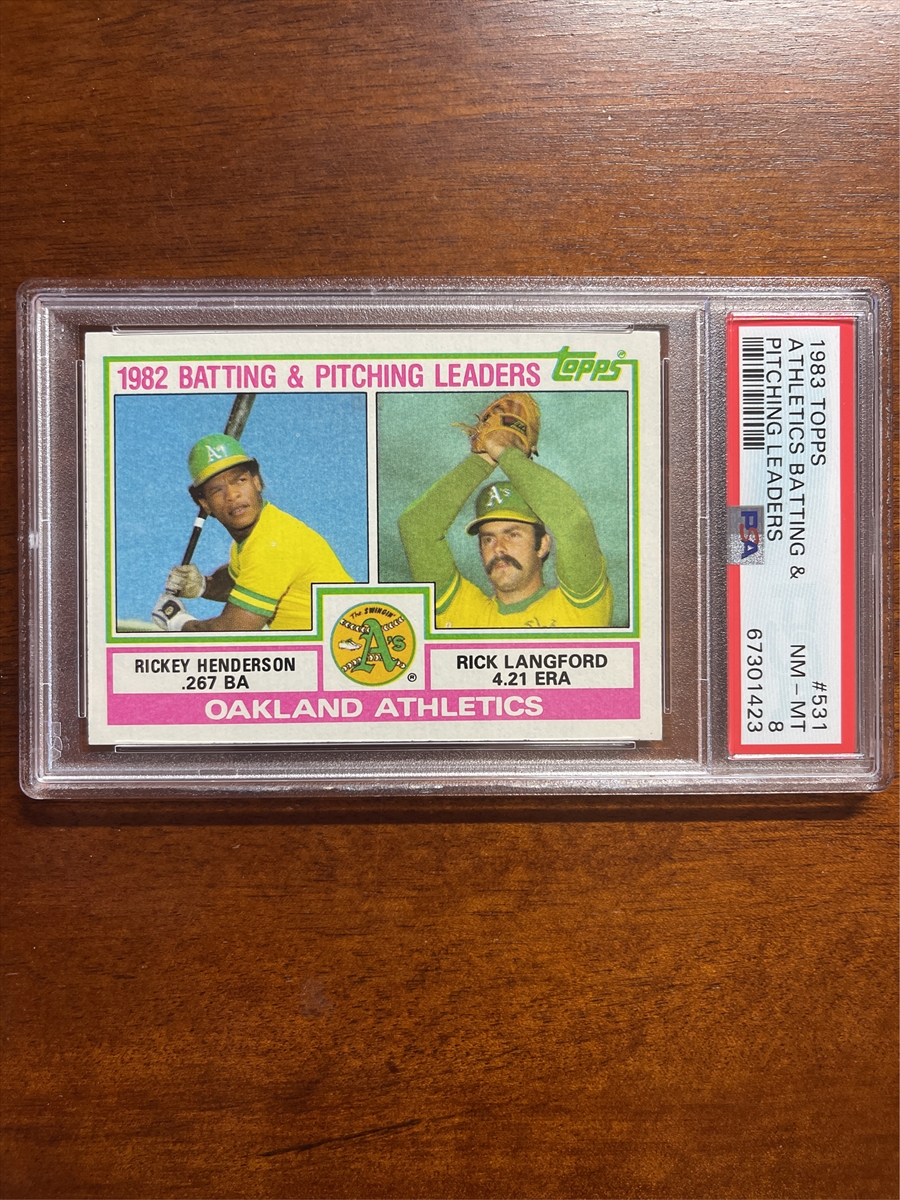 1982 BATTING & PITCHING LEADERS
topps®
A's
A's
The SWINGIN'
A's
®
RICKEY HENDERSON
.267 BA
RICK LANGFORD
4.21 ERA
OAKLAND ATHLETICS
1983 TOPPS #531
ATHLETICS BATTING & NM-MT
PITCHING LEADERS 8
67301423
PSA